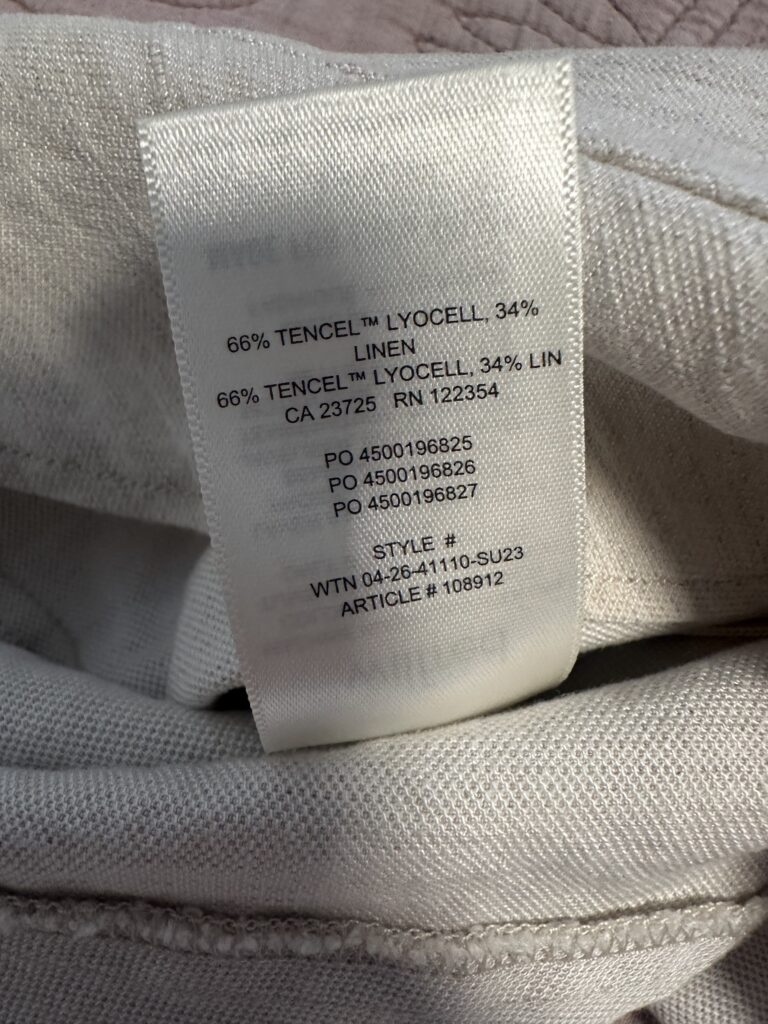 66% TENCEL™ LYOCELL, 34%
LINEN
66% TENCEL™ LYOCELL, 34% LIN
CA 23725 RN 122354
PO 4500196825
PO 4500196826
PO 4500196827
STYLE #
WTN 04-26-41110-SU23
ARTICLE # 108912